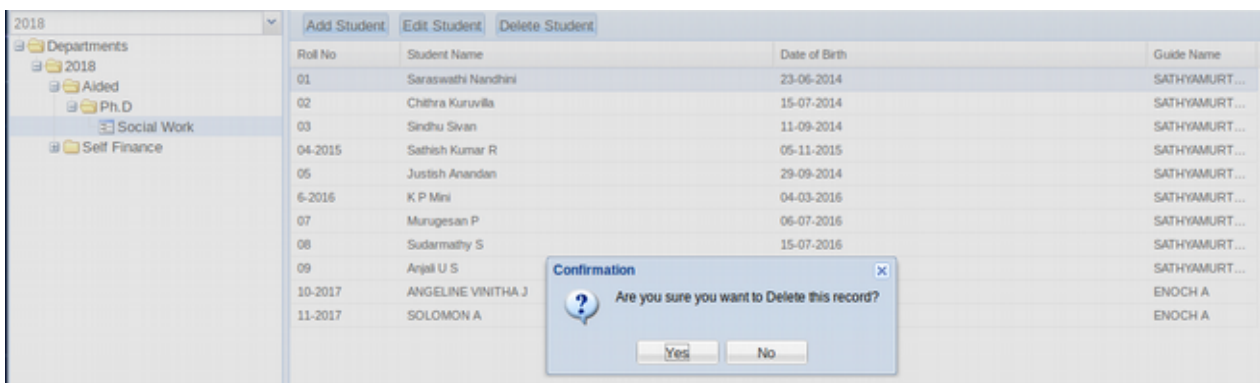 2018 Add Student Edit Student Delete Student
Departments
2018
Aided
Ph.D
Social Work
Self Finance
Roll No Student Name Date of Birth Guide Name
01 Saraswathi Nandhini 23-06-2014 SATHYAMURT...
02 Chithra Kuruvilla 15-07-2014 SATHYAMURT...
03 Sindhu Sivan 11-09-2014 SATHYAMURT...
04-2015 Sathish Kumar R 05-11-2015 SATHYAMURT...
05 Justish Anandan 29-09-2014 SATHYAMURT...
6-2016 K P Mini 04-03-2016 SATHYAMURT...
07 Murugesan P 06-07-2016 SATHYAMURT...
08 Sudarmathy S 15-07-2016 SATHYAMURT...
09 Anjali U S SATHYAMURT...
10-2017 ANGELINE VINITHA J ENOCH A
11-2017 SOLOMON A ENOCH A
Confirmation
Are you sure you want to Delete this record?
Yes No